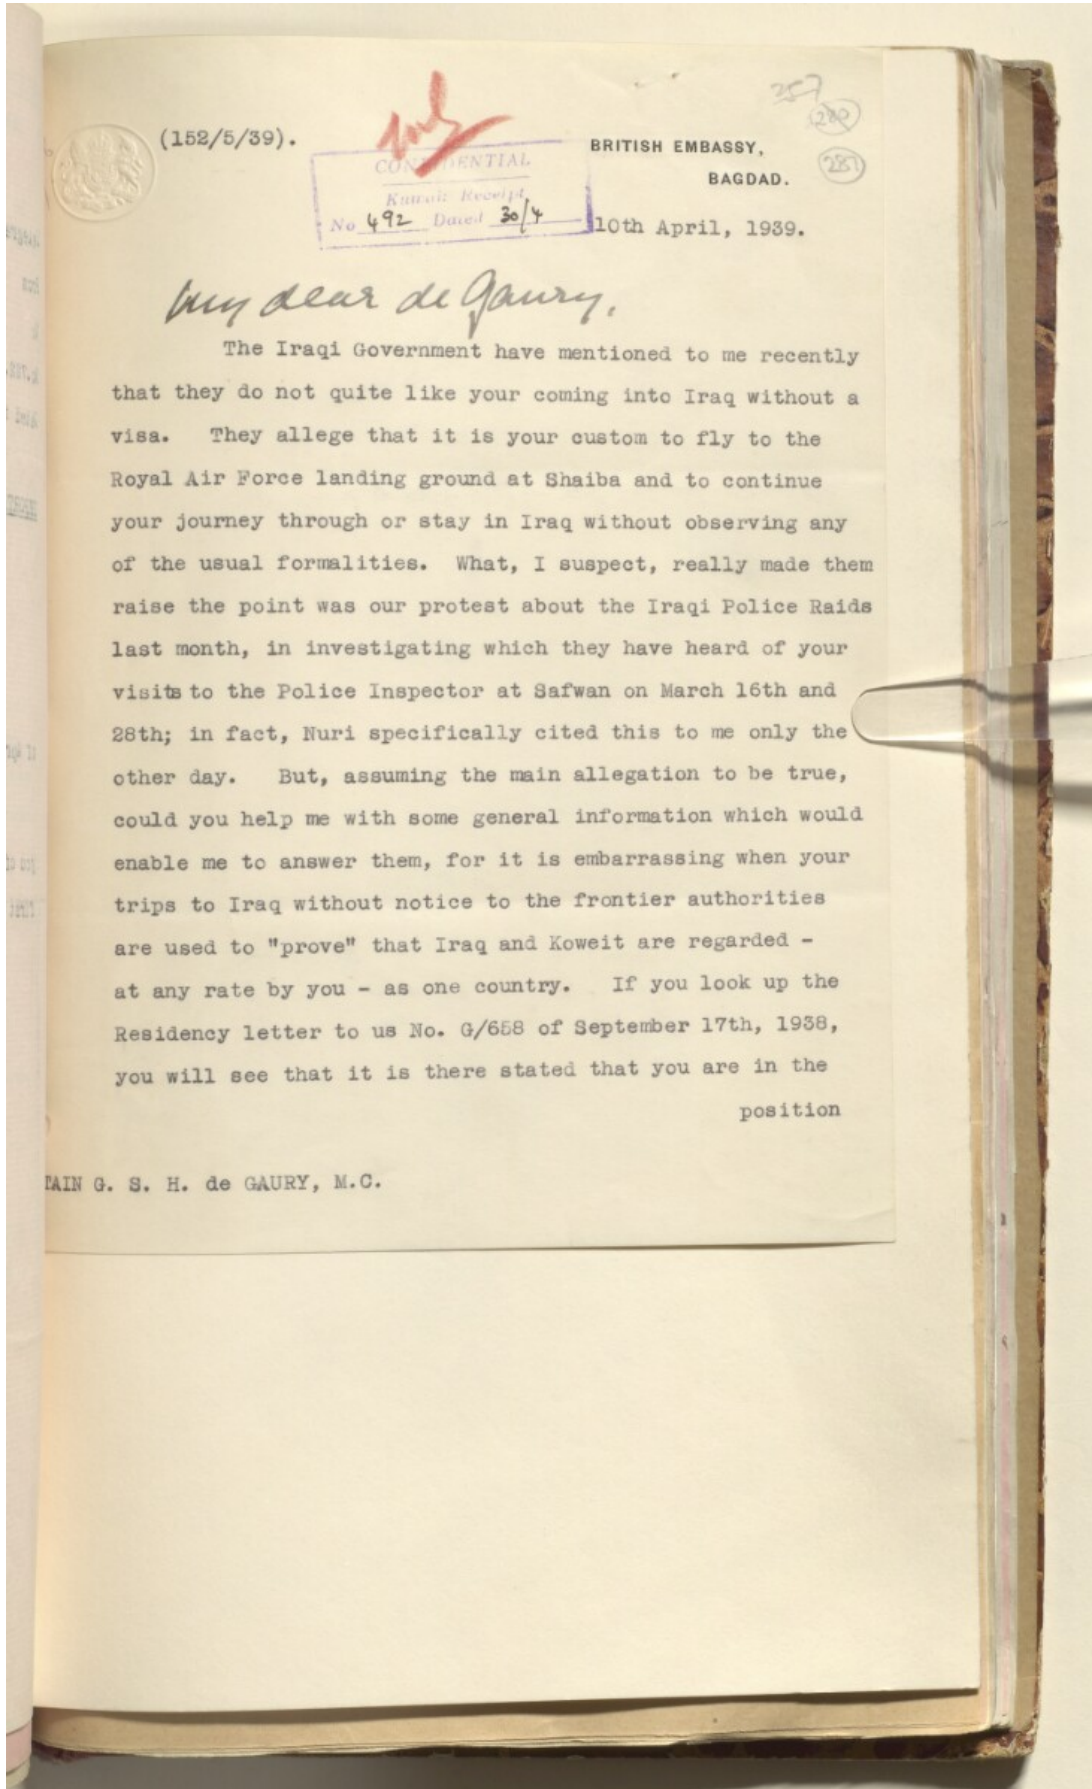 257
280
(152/5/39).
287
BRITISH EMBASSY,
BAGDAD.
CONFIDENTIAL
Kuwait Receipt
No 492 Dated 30/4
10th April, 1939.
My dear de Gaury,
The Iraqi Government have mentioned to me recently
that they do not quite like your coming into Iraq without a
visa. They allege that it is your custom to fly to the
Royal Air Force landing ground at Shaiba and to continue
your journey through or stay in Iraq without observing any
of the usual formalities. What, I suspect, really made them
raise the point was our protest about the Iraqi Police Raids
last month, in investigating which they have heard of your
visits to the Police Inspector at Safwan on March 16th and
28th; in fact, Nuri specifically cited this to me only the
other day. But, assuming the main allegation to be true,
could you help me with some general information which would
enable me to answer them, for it is embarrassing when your
trips to Iraq without notice to the frontier authorities
are used to "prove" that Iraq and Koweit are regarded -
at any rate by you - as one country. If you look up the
Residency letter to us No. G/658 of September 17th, 1938,
you will see that it is there stated that you are in the
position
TAIN G. S. H. de GAURY, M.C.